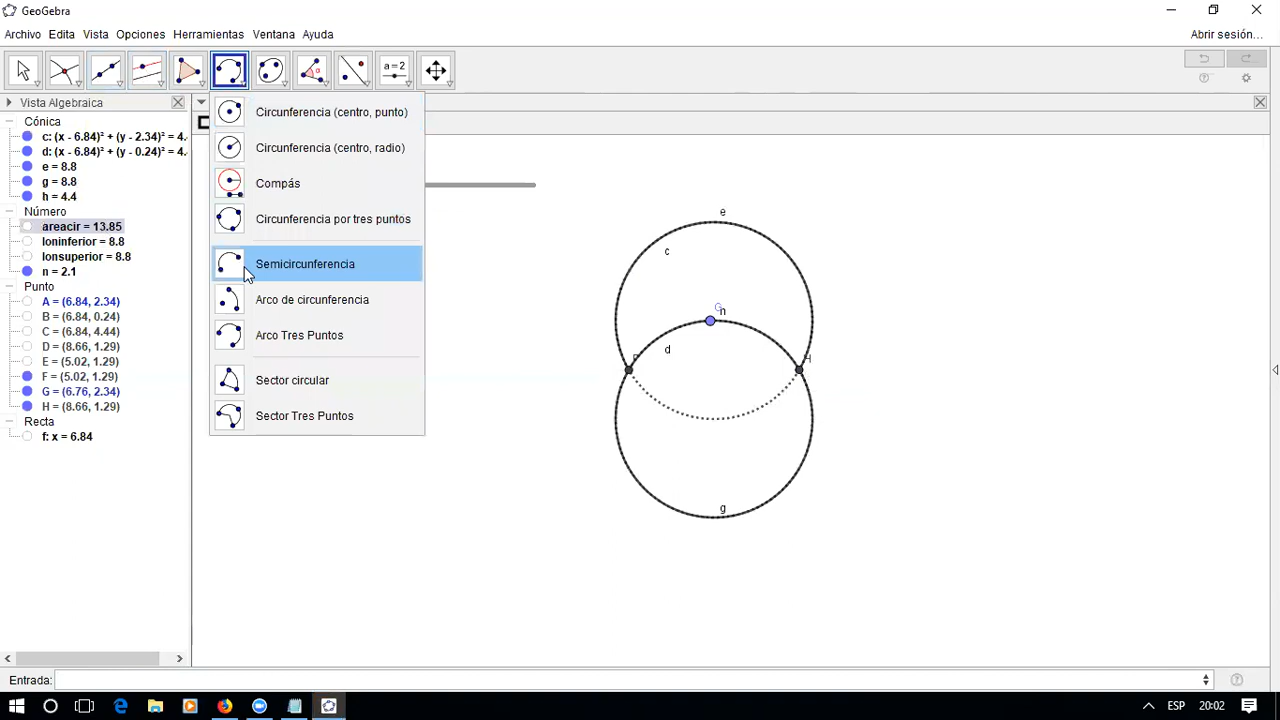 GeoGebra
Archivo Edita Vista Opciones Herramientas Ventana Ayuda
Abrir sesión...
a=2
Vista Algebraica
Cónica
c: (x - 6.84)² + (y - 2.34)² = 4.
d: (x - 6.84)² + (y - 0.24)² = 4.
e = 8.8
g = 8.8
h = 4.4
Número
areacir = 13.85
loninferior = 8.8
lonsuperior = 8.8
n = 2.1
Punto
A = (6.84, 2.34)
B = (6.84, 0.24)
C = (6.84, 4.44)
D = (8.66, 1.29)
E = (5.02, 1.29)
F = (5.02, 1.29)
G = (6.76, 2.34)
H = (8.66, 1.29)
Recta
f: x = 6.84
Circunferencia (centro, punto)
Circunferencia (centro, radio)
Compás
Circunferencia por tres puntos
Semicircunferencia
Arco de circunferencia
Arco Tres Puntos
Sector circular
Sector Tres Puntos
e
c
G
n
d
H
g
Entrada:
ESP 20:02